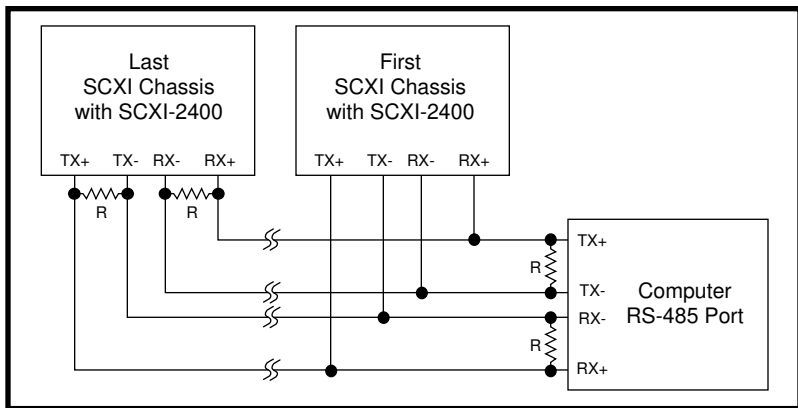 Last
SCXI Chassis
with SCXI-2400
TX+ TX- RX- RX+
First
SCXI Chassis
with SCXI-2400
TX+ TX- RX- RX+
R
R
TX+
R
TX-
RX-
R
RX+
Computer
RS-485 Port